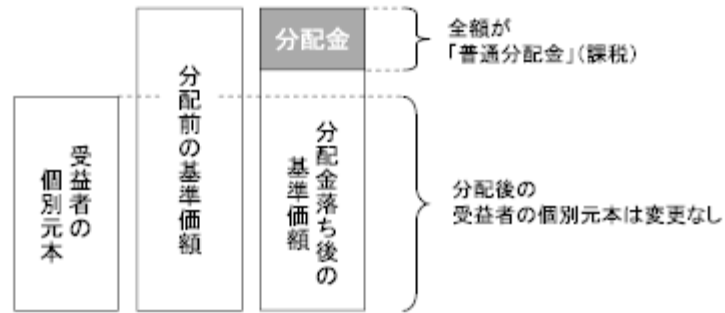 受益者の
個別元本
分配前の基準価額
分配金
分配金落ち後の
基準価額
全額が
「普通分配金」(課税)
分配後の
受益者の個別元本は変更なし